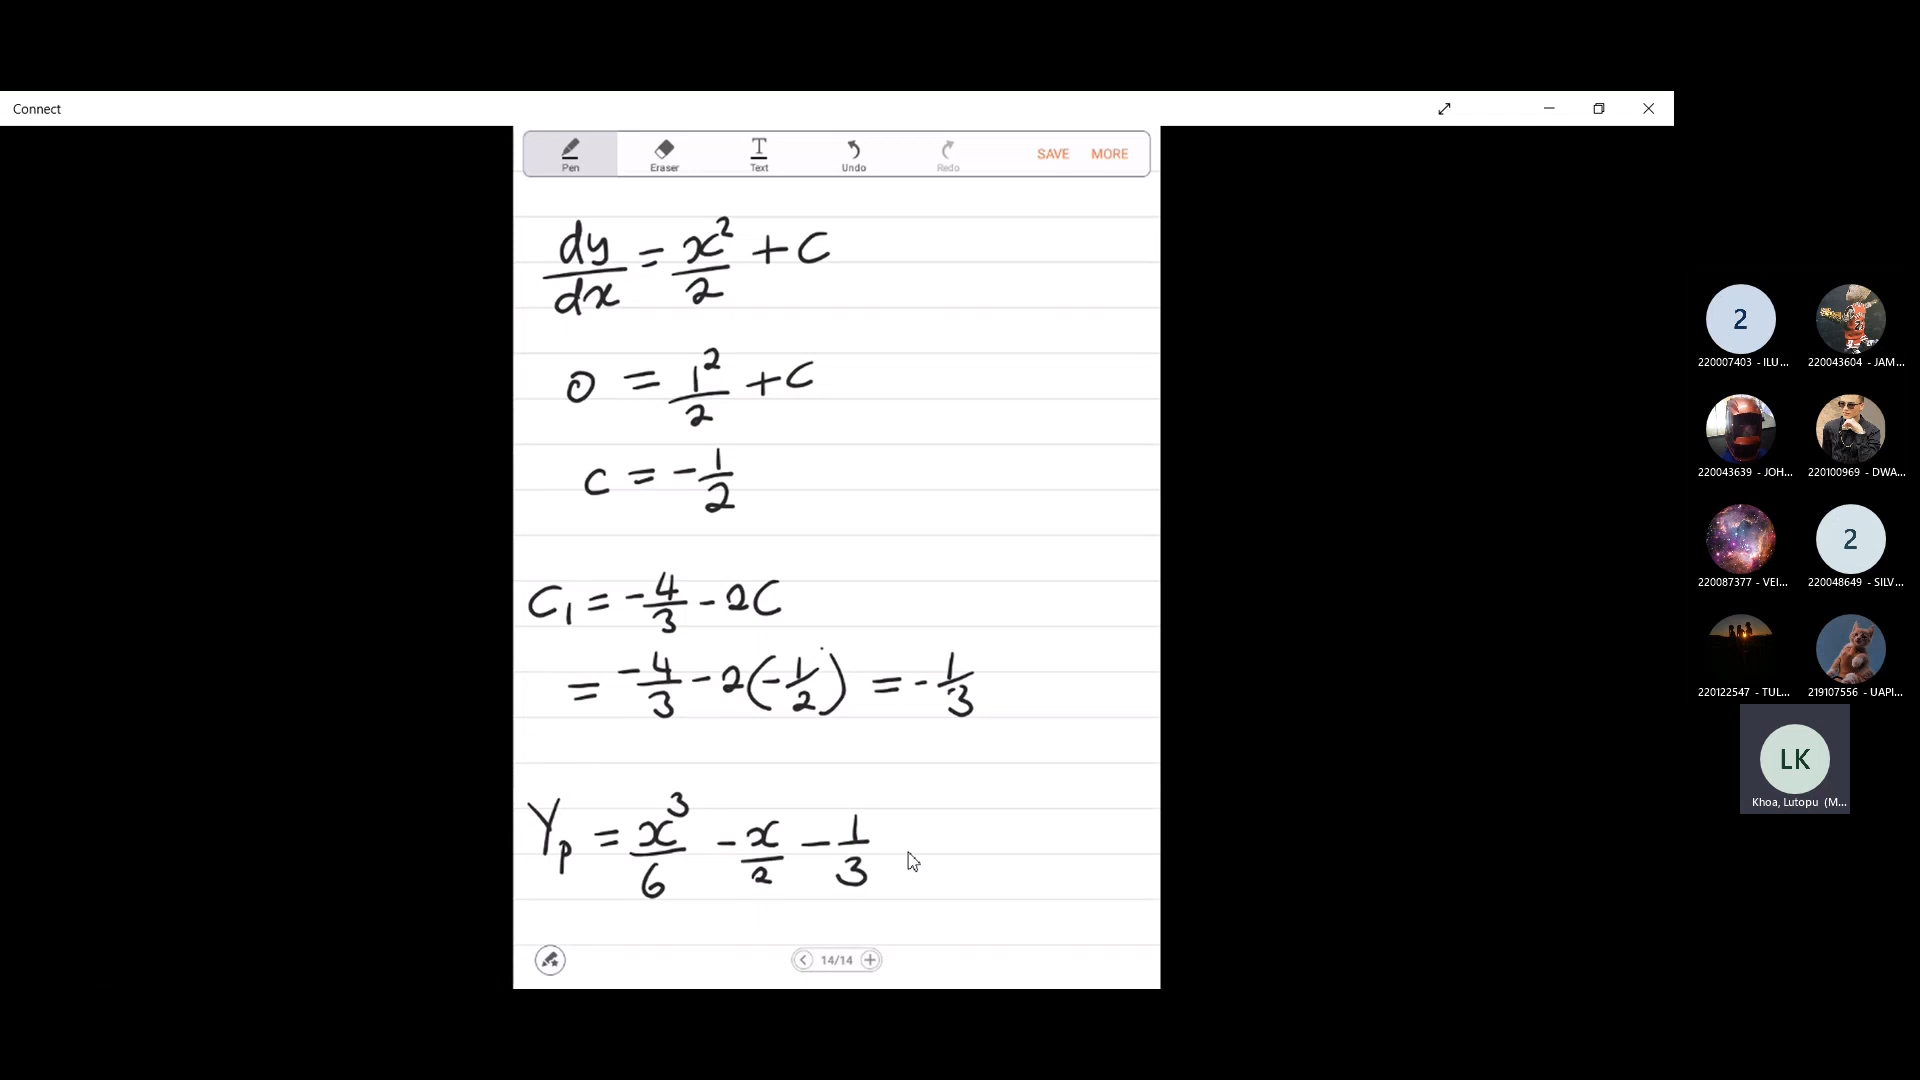 Connect
Pen Eraser Text Undo Redo SAVE MORE
dy/dx = x²/2 + C
0 = 1²/2 + C
C = -1/2
C₁ = -4/3 - 2C
= -4/3 - 2(-1/2) = -1/3
Yp = x³/6 - x/2 - 1/3
14/14
2
220007403 - ILU...
220043604 - JAM...
220043639 - JOH...
220100969 - DWA...
220087377 - VEI...
2
220048649 - SILV...
220122547 - TUL...
219107556 - UAPI...
LK
Khoa, Lutopu (M...